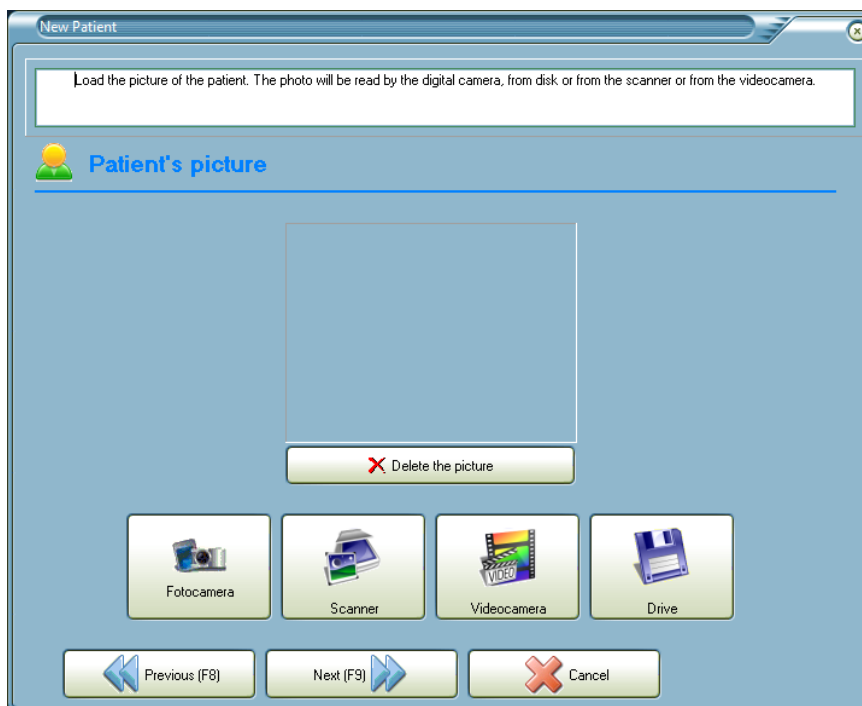 New Patient
Load the picture of the patient. The photo will be read by the digital camera, from disk or from the scanner or from the videocamera.
Patient's picture
Delete the picture
Fotocamera
Scanner
VIDEO
Videocamera
Drive
Previous (F8)
Next (F9)
Cancel